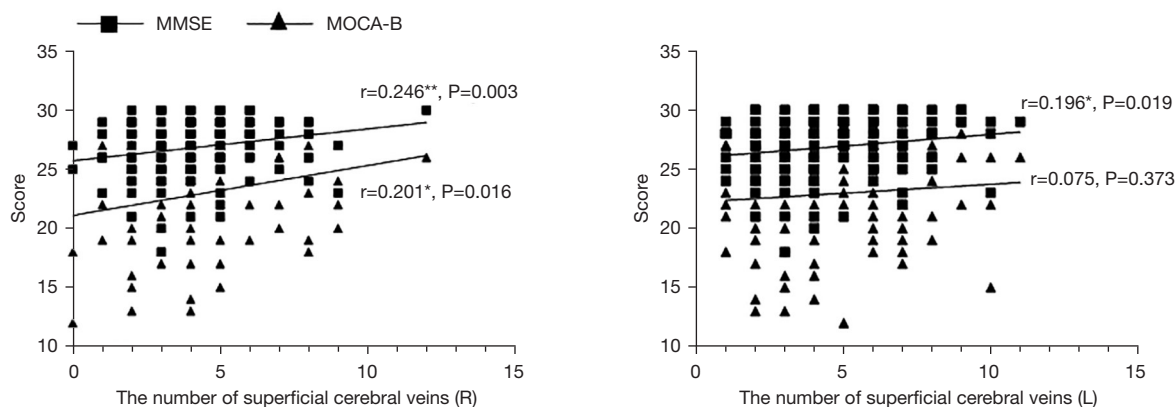 MMSE MOCA-B
35
30
25
20
15
10
Score
0 5 10 15
The number of superficial cerebral veins (R)
r=0.246**, P=0.003
r=0.201*, P=0.016
35
30
25
20
15
10
Score
0 5 10 15
The number of superficial cerebral veins (L)
r=0.196*, P=0.019
r=0.075, P=0.373